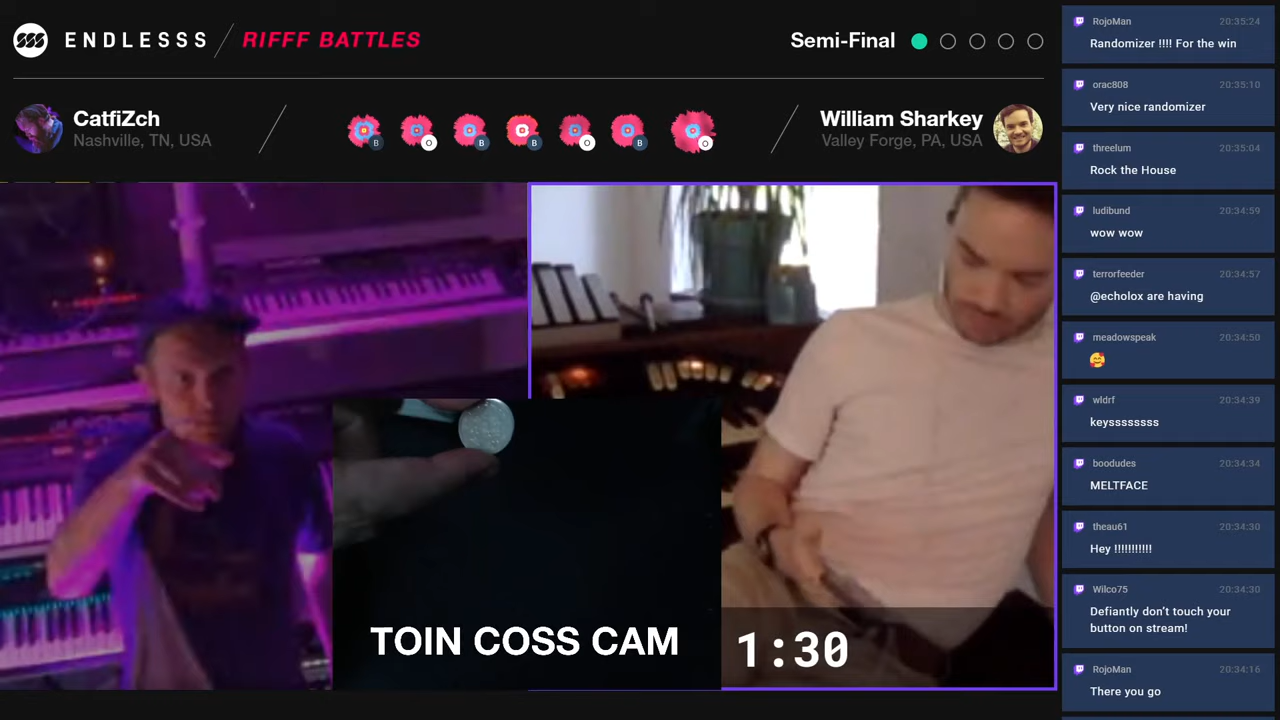 ENDLESSS / RIFFF BATTLES
Semi-Final
CatfiZch
Nashville, TN, USA
B
O
B
B
O
B
O
William Sharkey
Valley Forge, PA, USA
TOIN COSS CAM
1:30
RojoMan 20:35:24
Randomizer !!!! For the win
orac808 20:35:10
Very nice randomizer
threelum 20:35:04
Rock the House
ludibund 20:34:59
wow wow
terrorfeeder 20:34:57
@echolox are having
meadowspeak 20:34:50
🥰
wldrf 20:34:39
keyssssssss
boodudes 20:34:34
MELTFACE
theau61 20:34:30
Hey !!!!!!!!!!!
Wilco75 20:34:30
Defiantly don't touch your
button on stream!
RojoMan 20:34:16
There you go